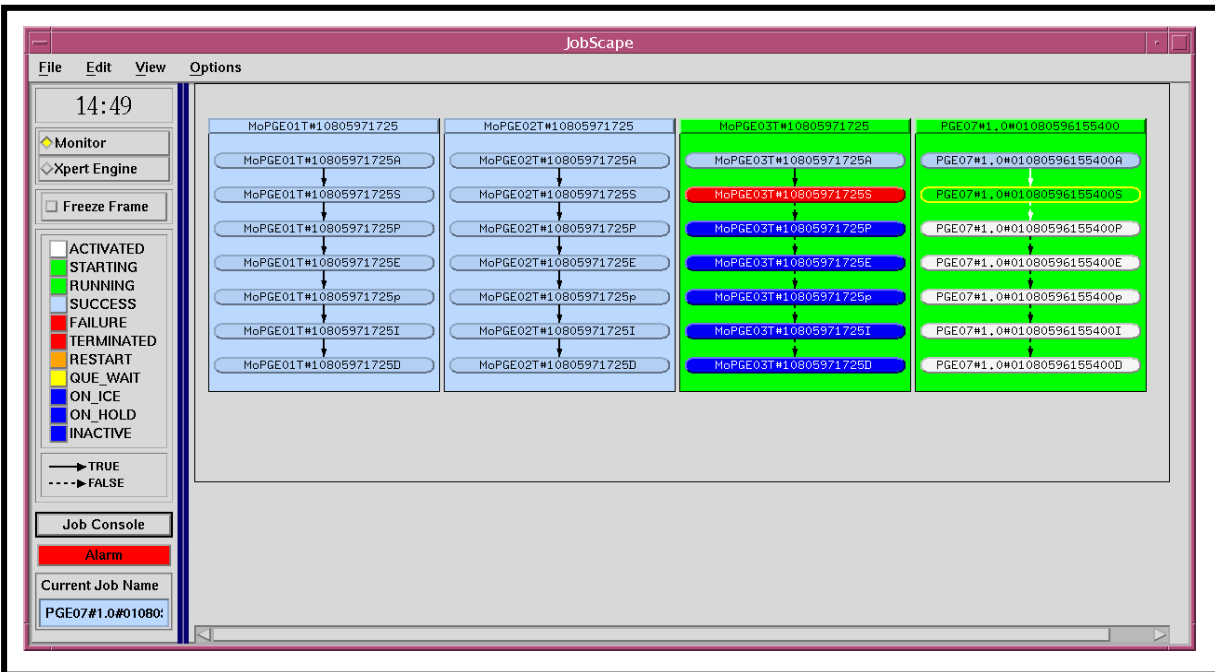 JobScape
File Edit View Options
14:49
Monitor
Xpert Engine
Freeze Frame
ACTIVATED
STARTING
RUNNING
SUCCESS
FAILURE
TERMINATED
RESTART
QUE_WAIT
ON_ICE
ON_HOLD
INACTIVE
TRUE
FALSE
Job Console
Alarm
Current Job Name
PGE07#1.0#01080:
MoPGE01T#10805971725
MoPGE01T#10805971725A
MoPGE01T#10805971725S
MoPGE01T#10805971725P
MoPGE01T#10805971725E
MoPGE01T#10805971725p
MoPGE01T#10805971725I
MoPGE01T#10805971725D
MoPGE02T#10805971725
MoPGE02T#10805971725A
MoPGE02T#10805971725S
MoPGE02T#10805971725P
MoPGE02T#10805971725E
MoPGE02T#10805971725p
MoPGE02T#10805971725I
MoPGE02T#10805971725D
MoPGE03T#10805971725
MoPGE03T#10805971725A
MoPGE03T#10805971725S
MoPGE03T#10805971725P
MoPGE03T#10805971725E
MoPGE03T#10805971725p
MoPGE03T#10805971725I
MoPGE03T#10805971725D
PGE07#1.0#01080596155400
PGE07#1.0#01080596155400A
PGE07#1.0#01080596155400S
PGE07#1.0#01080596155400P
PGE07#1.0#01080596155400E
PGE07#1.0#01080596155400p
PGE07#1.0#01080596155400I
PGE07#1.0#01080596155400D